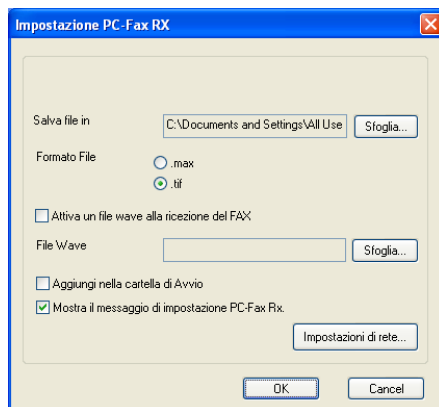 Impostazione PC-Fax RX
Salva file in C:\Documents and Settings\All Use Sfoglia...
Formato File .max
.tif
Attiva un file wave alla ricezione del FAX
File Wave Sfoglia...
Aggiungi nella cartella di Avvio
Mostra il messaggio di impostazione PC-Fax Rx.
Impostazioni di rete...
OK Cancel